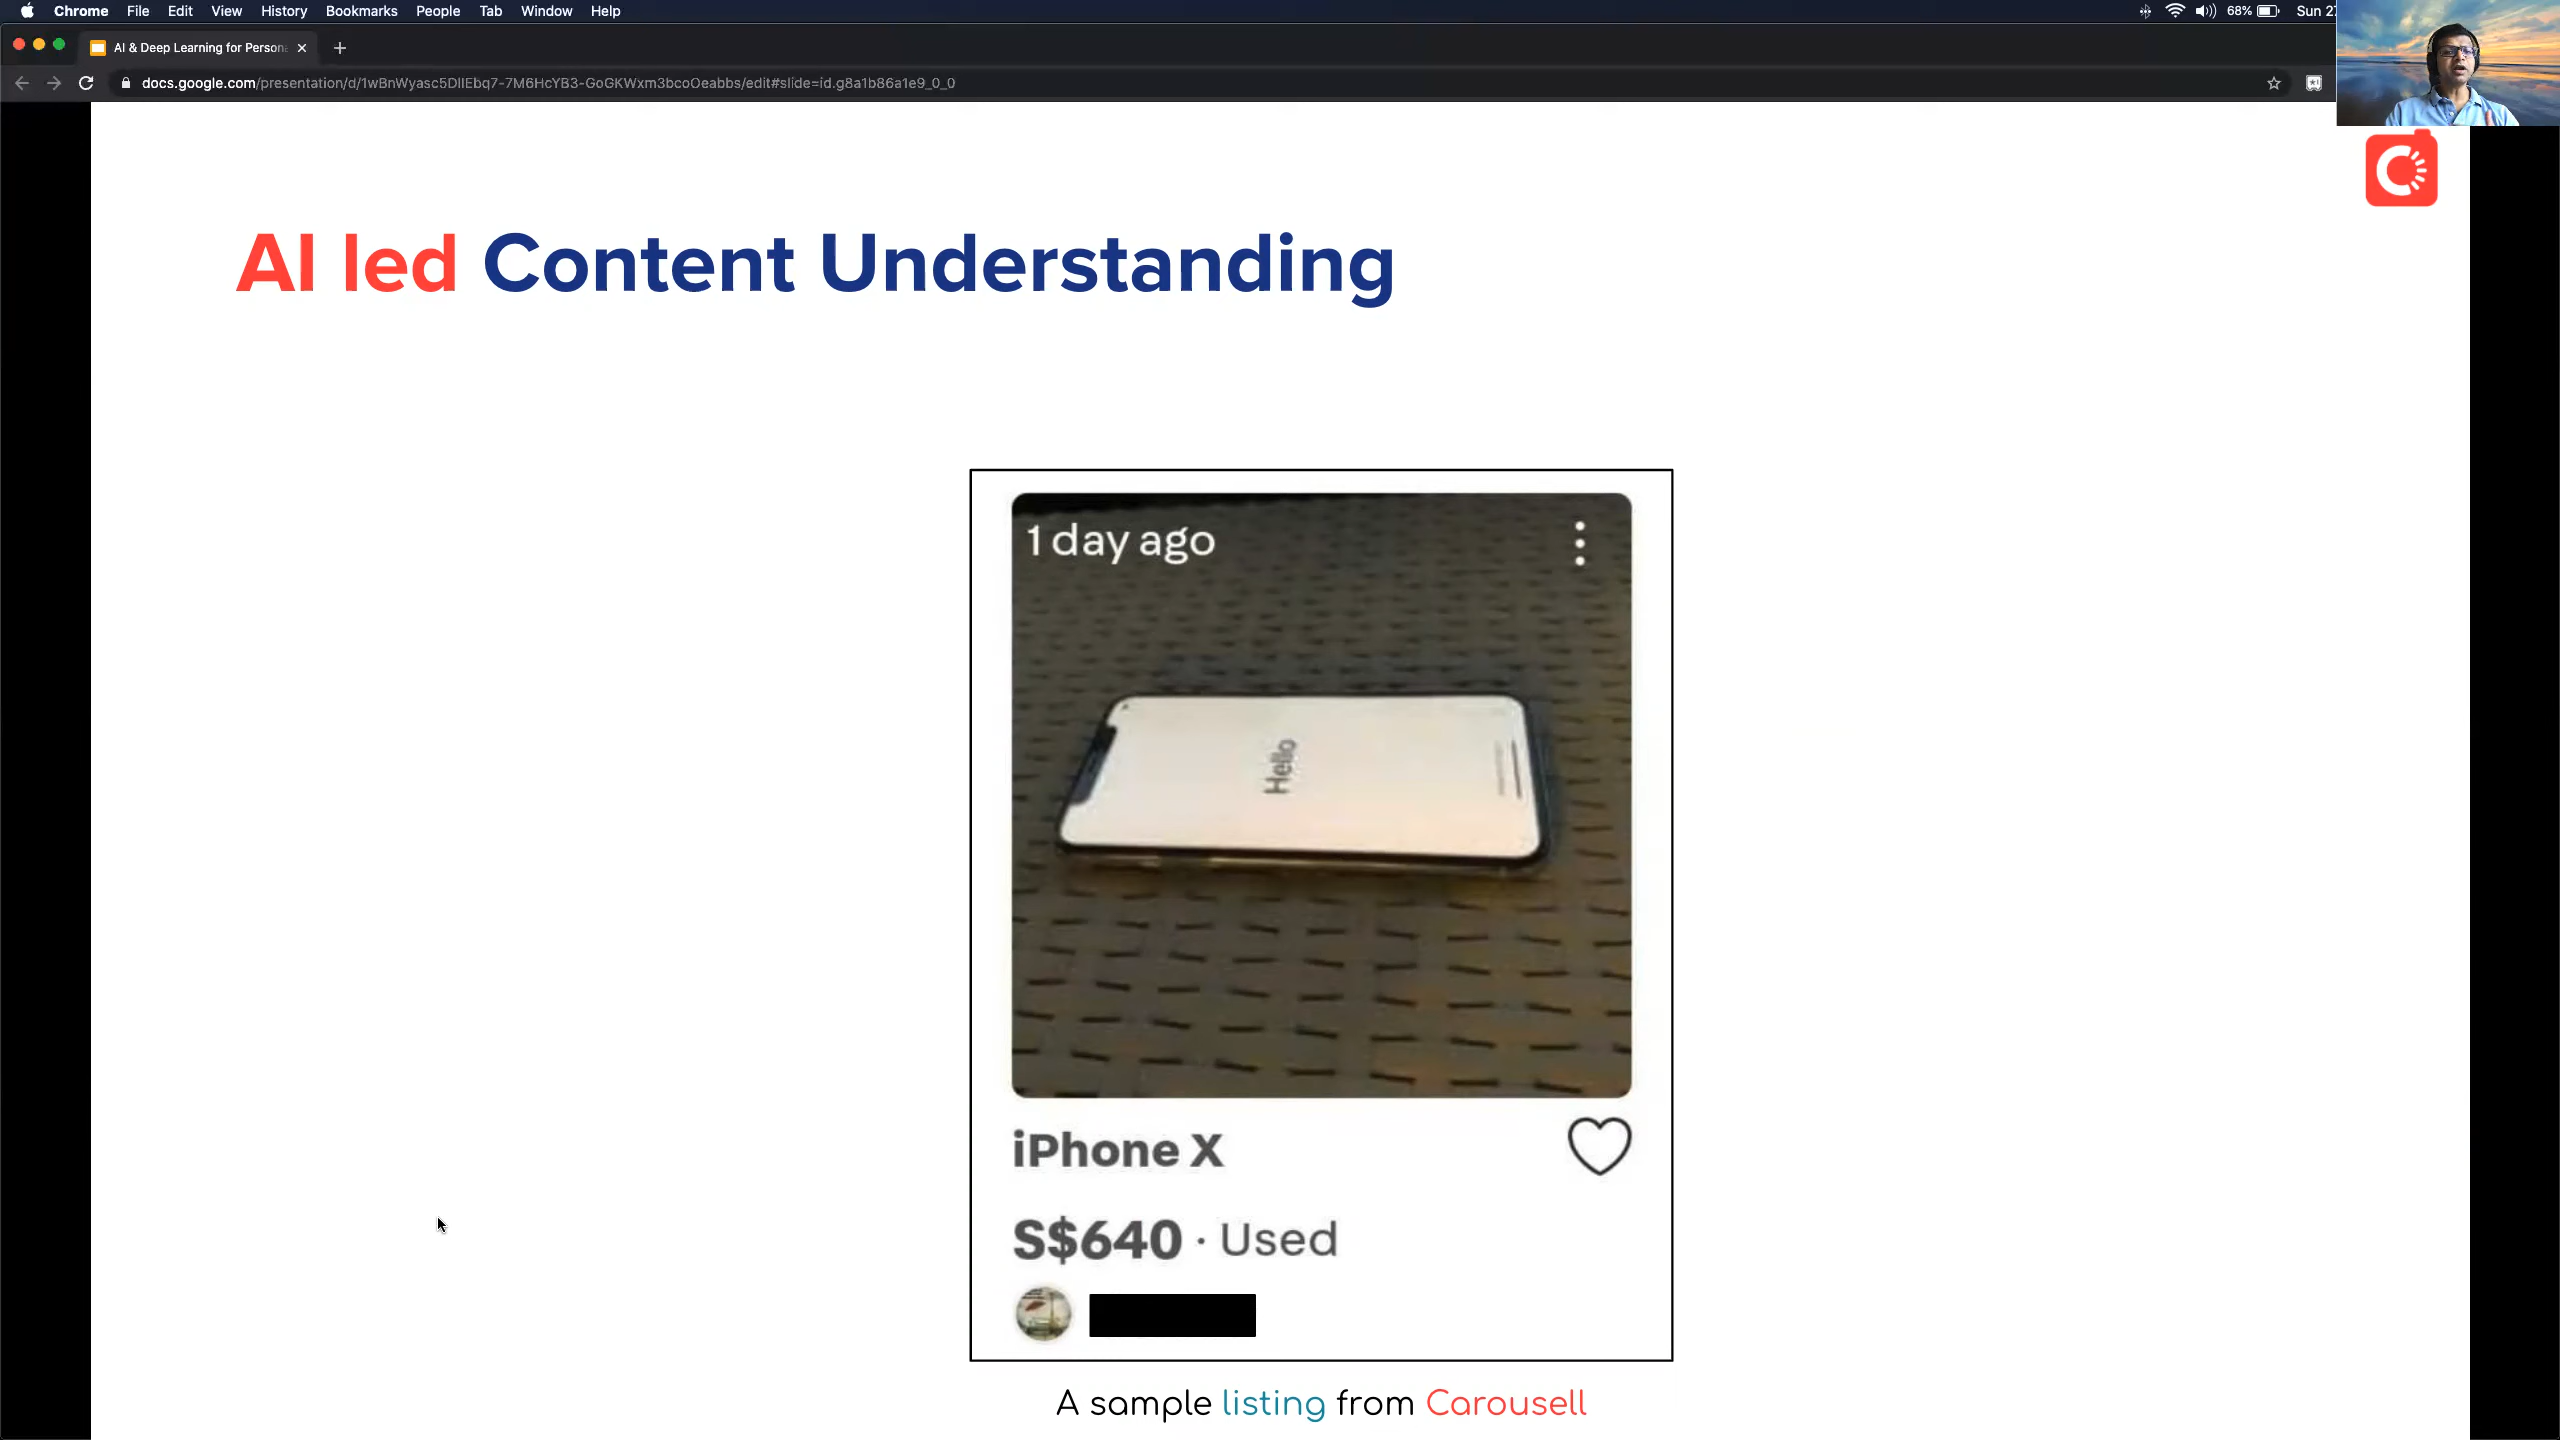 Chrome File Edit View History Bookmarks People Tab Window Help
68% Sun 27
AI & Deep Learning for Person
docs.google.com/presentation/d/1wBnWyasc5DlIEbq7-7M6HcYB3-GoGKWxm3bcoOeabbs/edit#slide=id.g8a1b86a1e9_0_0
AI led Content Understanding
1 day ago
Hello
iPhone X
S$640 · Used
A sample listing from Carousell